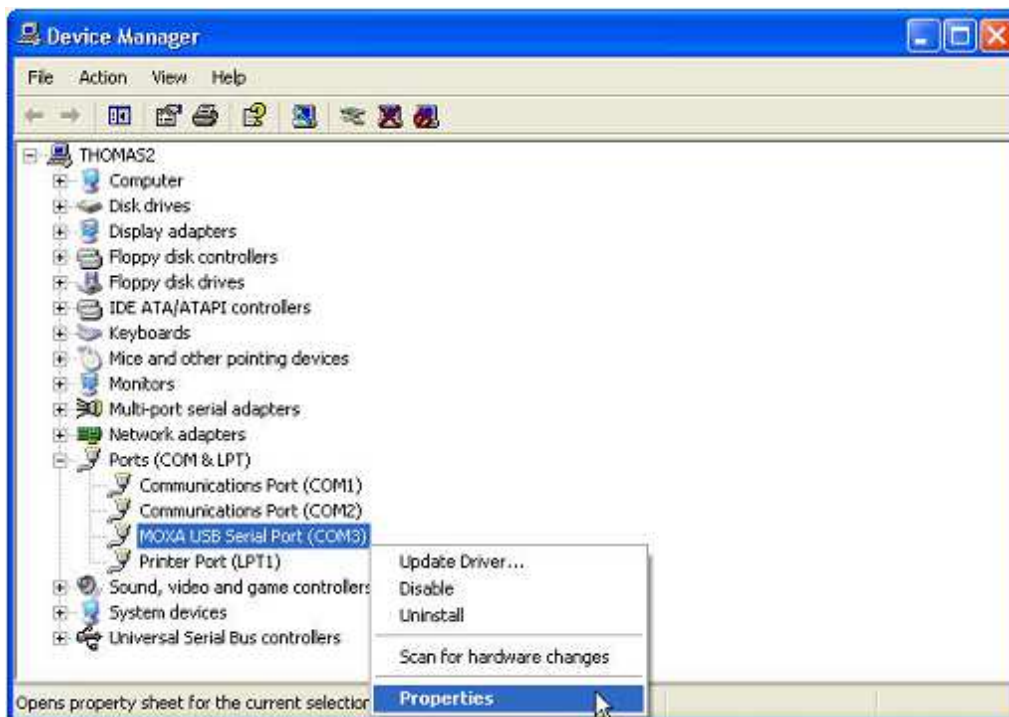 Device Manager
File Action View Help
THOMAS2
Computer
Disk drives
Display adapters
Floppy disk controllers
Floppy disk drives
IDE ATA/ATAPI controllers
Keyboards
Mice and other pointing devices
Monitors
Multi-port serial adapters
Network adapters
Ports (COM & LPT)
Communications Port (COM1)
Communications Port (COM2)
MOXA USB Serial Port (COM3)
Printer Port (LPT1)
Sound, video and game controllers
System devices
Universal Serial Bus controllers
Update Driver...
Disable
Uninstall
Scan for hardware changes
Properties
Opens property sheet for the current selection